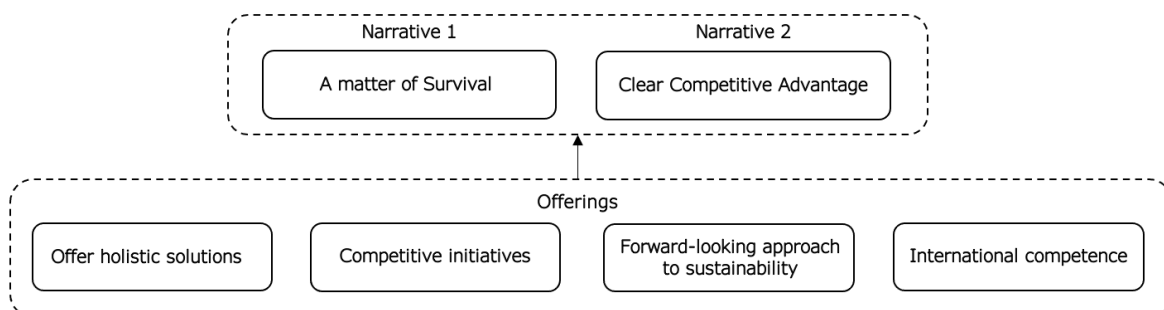 Narrative 1
Narrative 2
A matter of Survival
Clear Competitive Advantage
Offerings
Offer holistic solutions
Competitive initiatives
Forward-looking approach
to sustainability
International competence